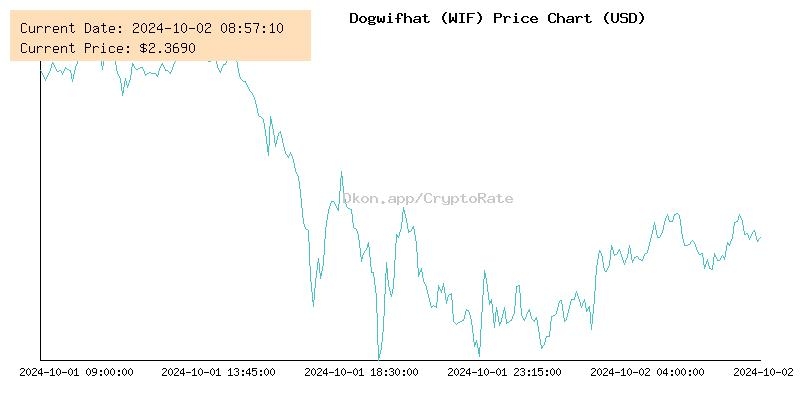 Dogwifhat (WIF) Price Chart (USD)
Current Date: 2024-10-02 08:57:10
Current Price: $2.3690
Okon.app/CryptoRate
2024-10-01 09:00:00 2024-10-01 13:45:00 2024-10-01 18:30:00 2024-10-01 23:15:00 2024-10-02 04:00:00 2024-10-02